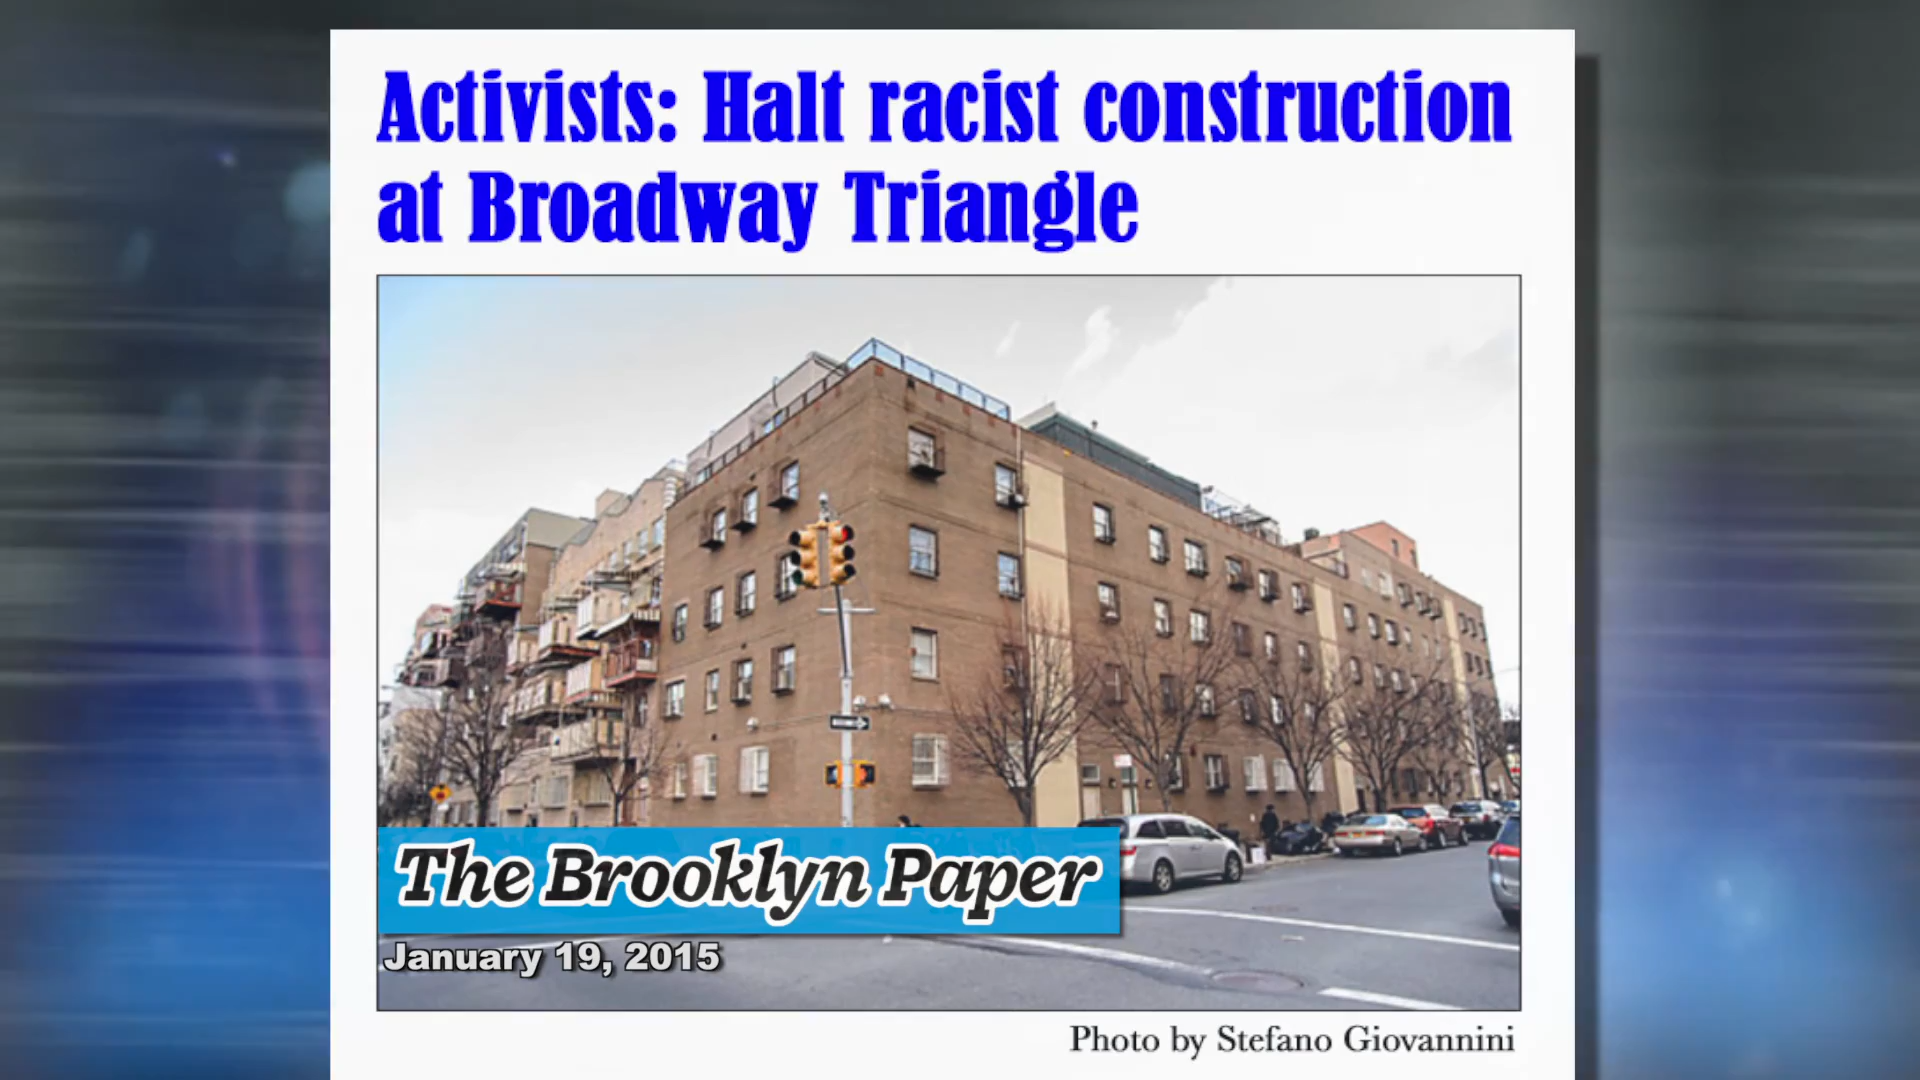 Activists: Halt racist construction
at Broadway Triangle
The Brooklyn Paper
January 19, 2015
Photo by Stefano Giovannini